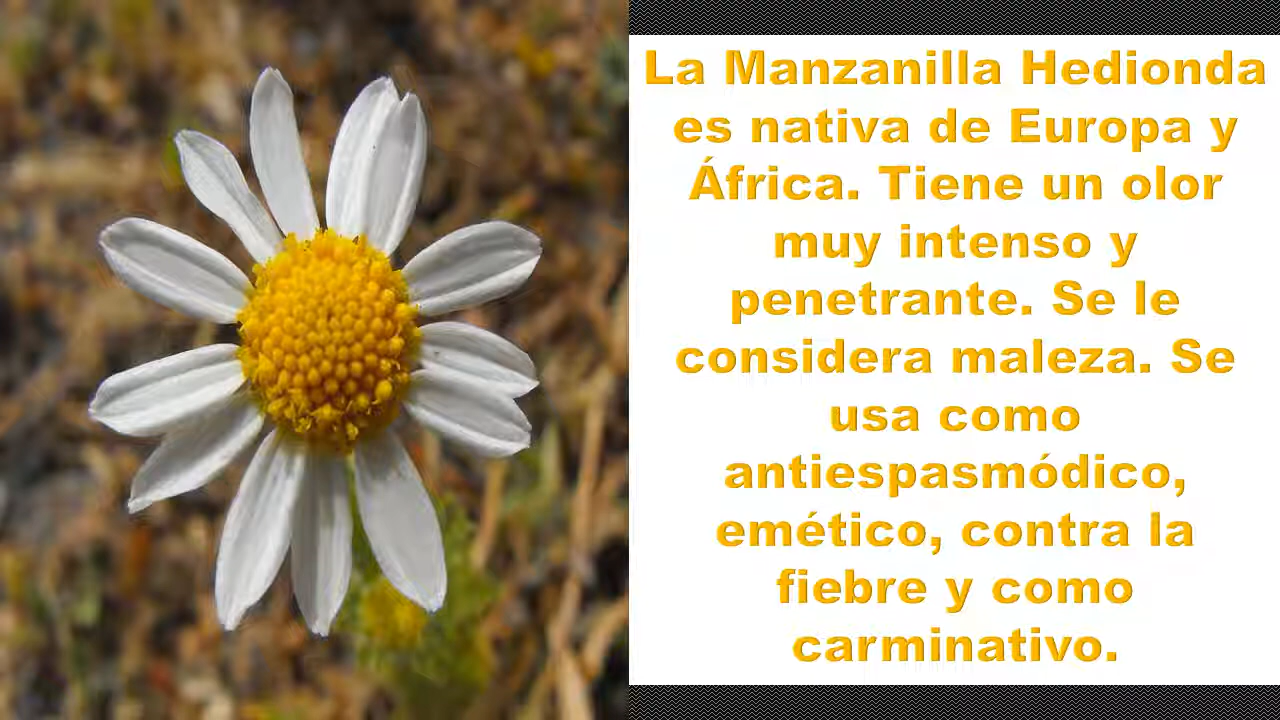 La Manzanilla Hedionda
es nativa de Europa y
África. Tiene un olor
muy intenso y
penetrante. Se le
considera maleza. Se
usa como
antiespasmódico,
emético, contra la
fiebre y como
carminativo.